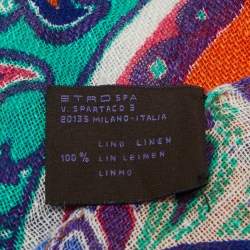 ETRO SPA
V. SPARTACO 3
20135 MILANO-ITALIA
LINO LINEN
100% LIN LEINEN
LINHO